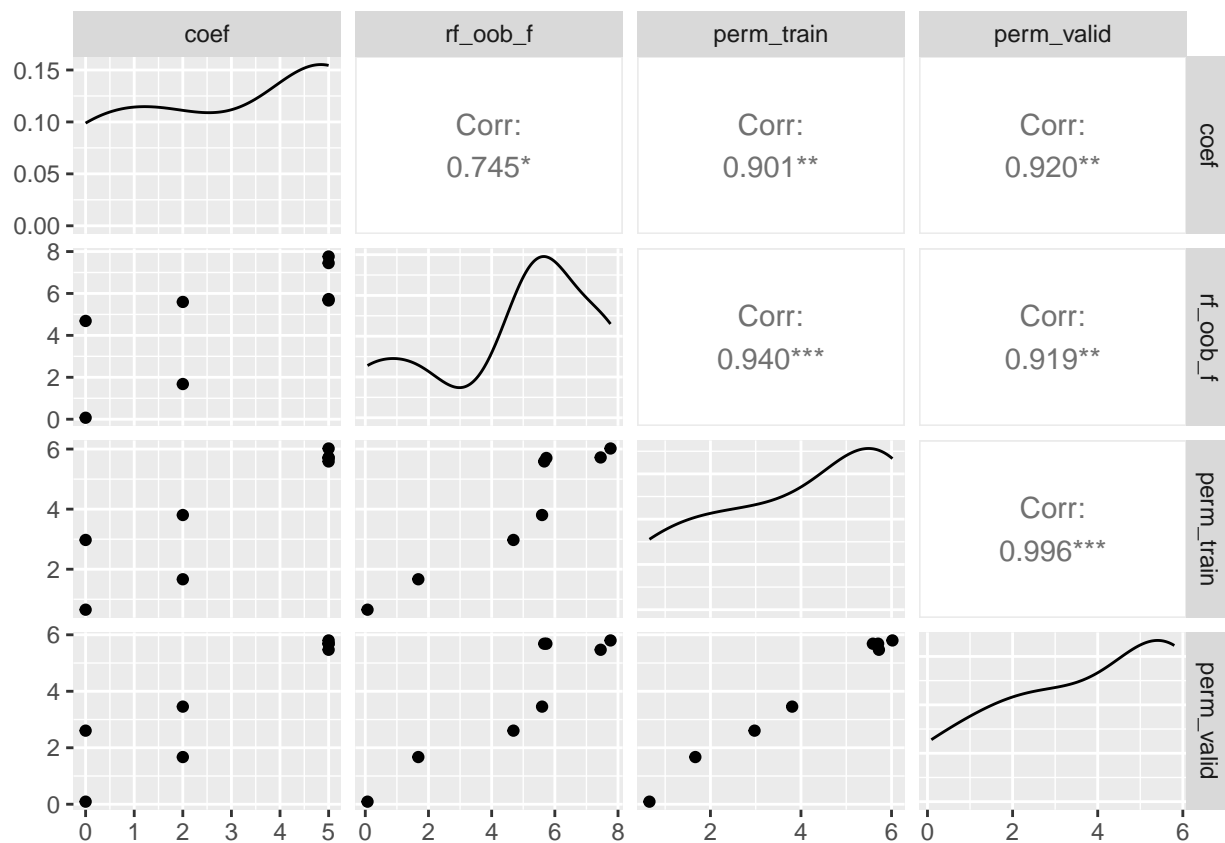 coef rf_oob_f perm_train perm_valid
0.15
0.10
0.05
0.00
Corr:
0.745*
Corr:
0.901**
Corr:
0.920**
coef
8
6
4
2
0
Corr:
0.940***
Corr:
0.919**
rf_oob_f
6
4
2
Corr:
0.996***
perm_train
6
4
2
0
perm_valid
0 1 2 3 4 5
0 2 4 6 8
2 4 6
0 2 4 6